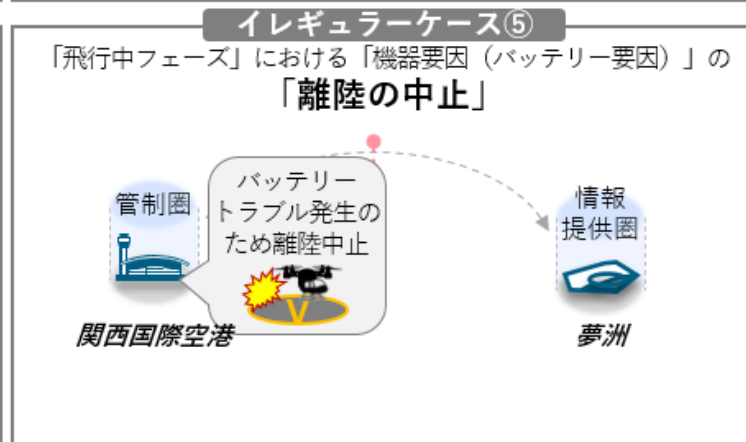 イレギュラーケース⑤
「飛行中フェーズ」における「機器要因（バッテリー要因）」の
「離陸の中止」
管制圏
バッテリー
トラブル発生の
ため離陸中止
V
関西国際空港
情報
提供圏
夢洲